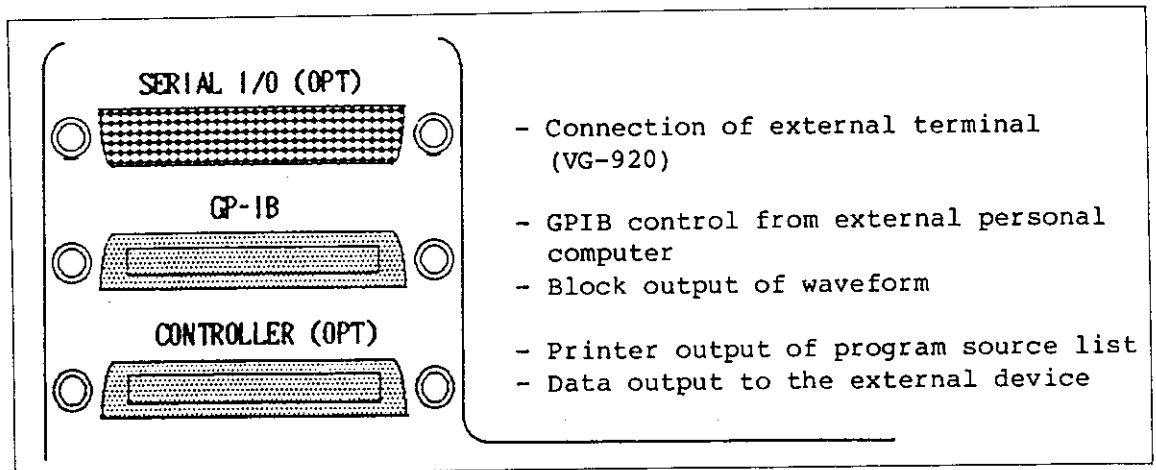 SERIAL I/O (OPT)
- Connection of external terminal
(VG-920)
GP-IB
- GPIB control from external personal
computer
- Block output of waveform
CONTROLLER (OPT)
- Printer output of program source list
- Data output to the external device